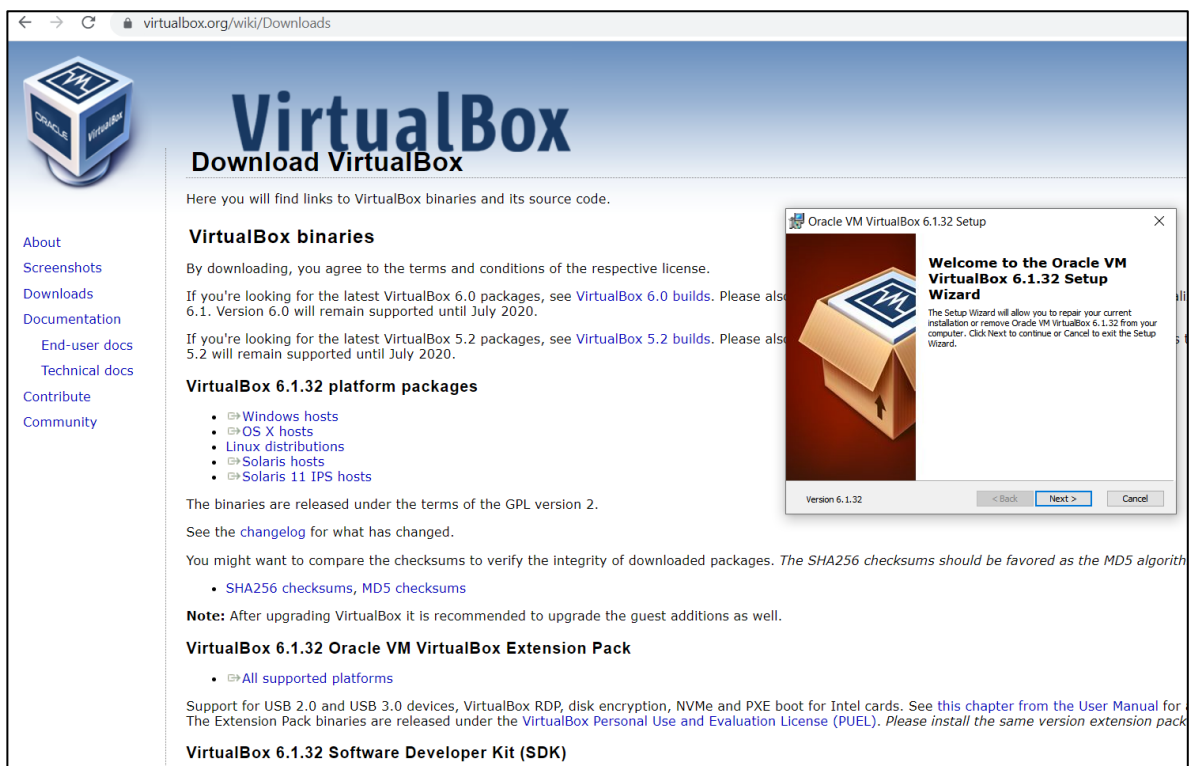 virtualbox.org/wiki/Downloads
VM
ORACLE
VirtualBox
VirtualBox
Download VirtualBox
Here you will find links to VirtualBox binaries and its source code.
About
Screenshots
Downloads
Documentation
End-user docs
Technical docs
Contribute
Community
VirtualBox binaries
By downloading, you agree to the terms and conditions of the respective license.
If you're looking for the latest VirtualBox 6.0 packages, see VirtualBox 6.0 builds. Please
6.1. Version 6.0 will remain supported until July 2020.
If you're looking for the latest VirtualBox 5.2 packages, see VirtualBox 5.2 builds. Please
5.2 will remain supported until July 2020.
VirtualBox 6.1.32 platform packages
• Windows hosts
• OS X hosts
• Linux distributions
• Solaris hosts
• Solaris 11 IPS hosts
The binaries are released under the terms of the GPL version 2.
See the changelog for what has changed.
You might want to compare the checksums to verify the integrity of downloaded packages. The SHA256 checksums should be favored as the MD5 algorith
• SHA256 checksums, MD5 checksums
Note: After upgrading VirtualBox it is recommended to upgrade the guest additions as well.
VirtualBox 6.1.32 Oracle VM VirtualBox Extension Pack
• All supported platforms
Support for USB 2.0 and USB 3.0 devices, VirtualBox RDP, disk encryption, NVMe and PXE boot for Intel cards. See this chapter from the User Manual for
The Extension Pack binaries are released under the VirtualBox Personal Use and Evaluation License (PUEL). Please install the same version extension pack
VirtualBox 6.1.32 Software Developer Kit (SDK)
Oracle VM VirtualBox 6.1.32 Setup
Welcome to the Oracle VM
VirtualBox 6.1.32 Setup
Wizard
The Setup Wizard will allow you to repair your current
installation or remove Oracle VM VirtualBox 6.1.32 from your
computer. Click Next to continue or Cancel to exit the Setup
Wizard.
Version 6.1.32
< Back
Next >
Cancel